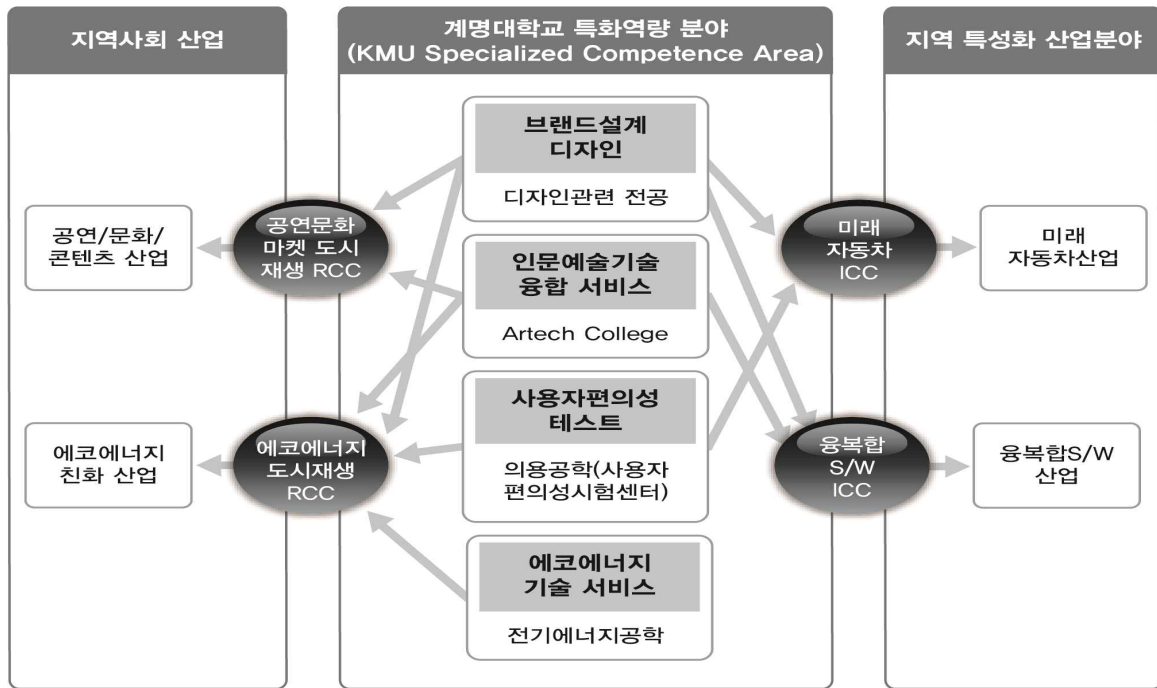 지역사회 산업
계명대학교 특화역량 분야
(KMU Specialized Competence Area)
지역 특성화 산업분야
브랜드설계
디자인
디자인관련 전공
인문예술기술
융합 서비스
Artech College
사용자편의성
테스트
의용공학(사용자
편의성시험센터)
에코에너지
기술 서비스
전기에너지공학
공연/문화/
콘텐츠 산업
공연문화
마켓 도시
재생 RCC
미래
자동차
ICC
미래
자동차산업
에코에너지
친화 산업
에코에너지
도시재생
RCC
융복합
S/W
ICC
융복합S/W
산업